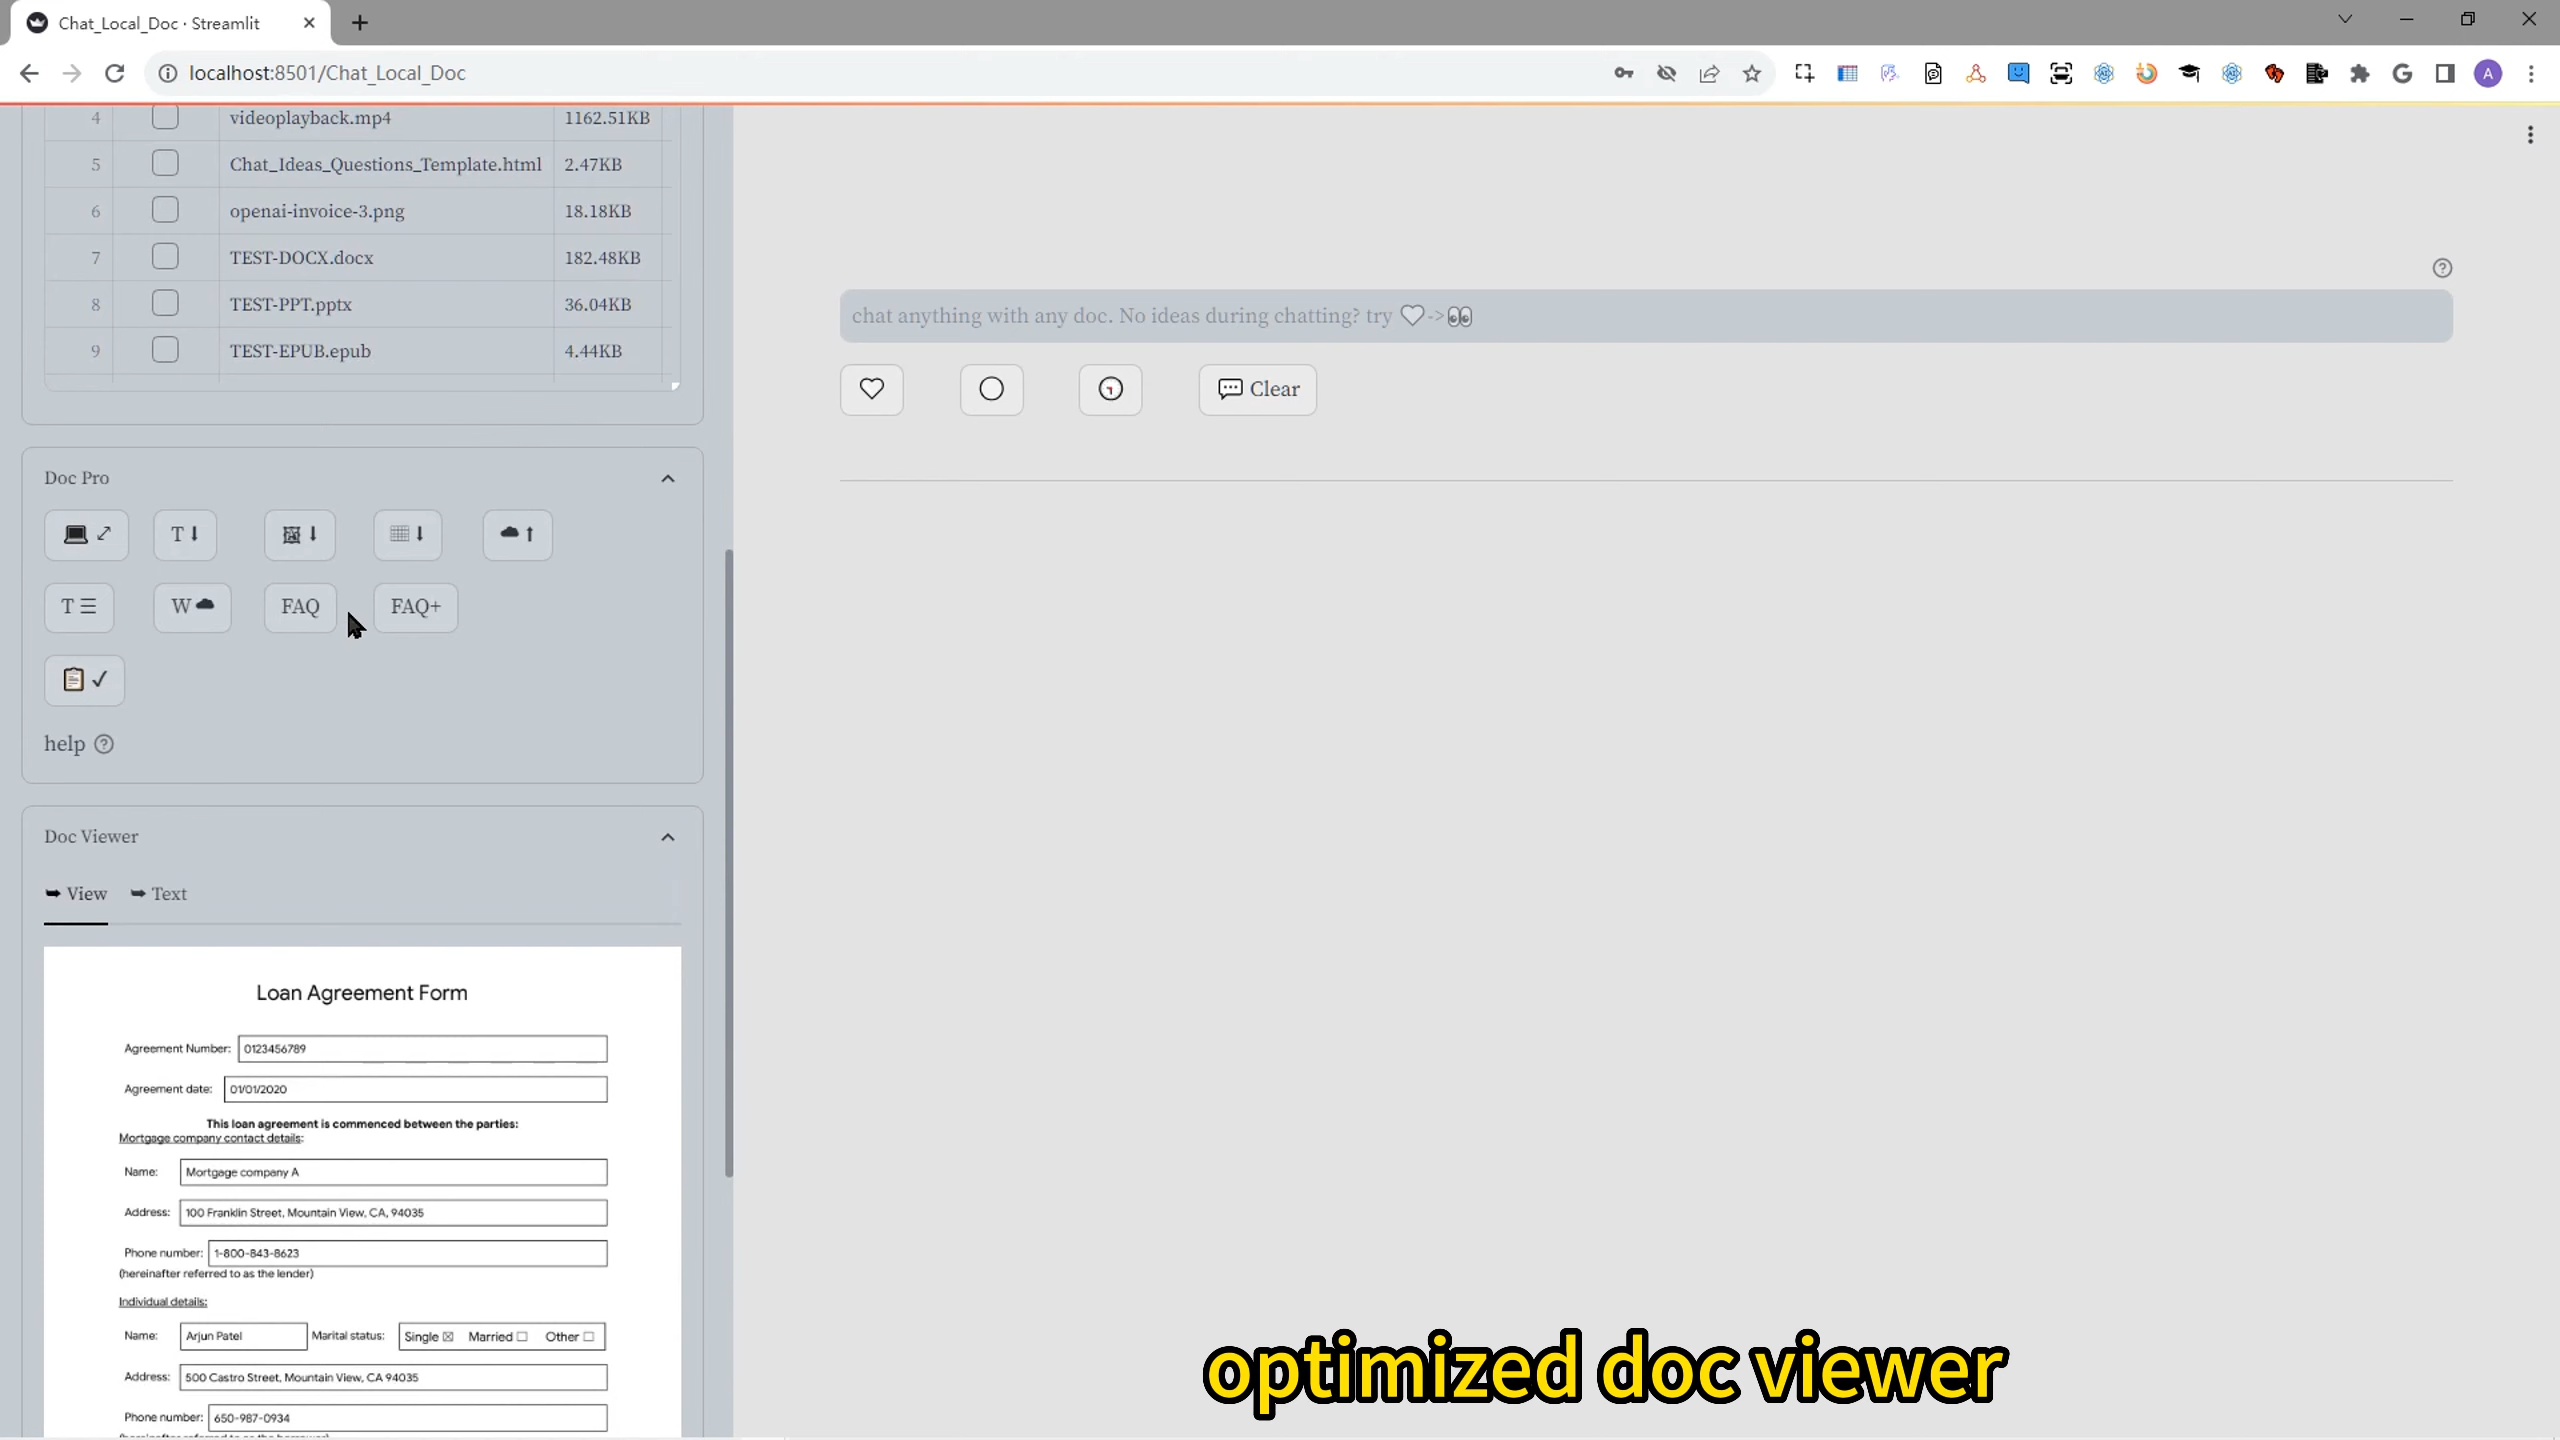 Chat_Local_Doc · Streamlit
localhost:8501/Chat_Local_Doc
A
4 videoplayback.mp4 1162.51KB
5 Chat_Ideas_Questions_Template.html 2.47KB
6 openai-invoice-3.png 18.18KB
7 TEST-DOCX.docx 182.48KB
8 TEST-PPT.pptx 36.04KB
9 TEST-EPUB.epub 4.44KB
Doc Pro
T
T W FAQ FAQ+
help
Doc Viewer
View Text
Loan Agreement Form
Agreement Number: 0123456789
Agreement date: 01/01/2020
This loan agreement is commenced between the parties:
Mortgage company contact details:
Name: Mortgage company A
Address: 100 Franklin Street, Mountain View, CA, 94035
Phone number: 1-800-843-8623
(hereinafter referred to as the lender)
Individual details:
Name: Arjun Patel Marital status: Single ☒ Married ☐ Other ☐
Address: 500 Castro Street, Mountain View, CA 94035
Phone number: 650-987-0934
chat anything with any doc. No ideas during chatting? try ♡->👀
Clear
optimized doc viewer